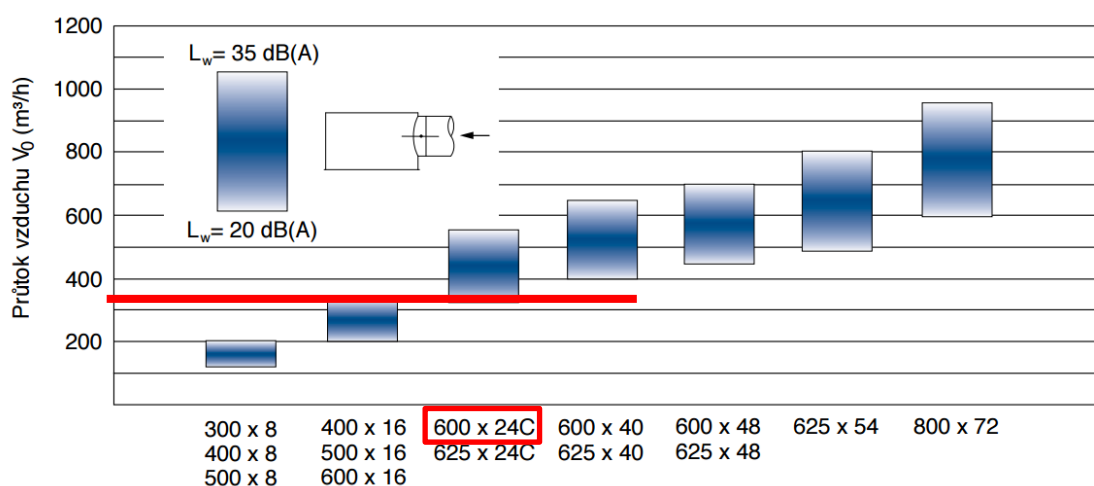 1200
1000
800
600
400
200
Průtok vzduchu V₀ (m³/h)
Lw= 35 dB(A)
Lw= 20 dB(A)
300 x 8
400 x 8
500 x 8
400 x 16
500 x 16
600 x 16
600 x 24C
625 x 24C
600 x 40
625 x 40
600 x 48
625 x 48
625 x 54
800 x 72